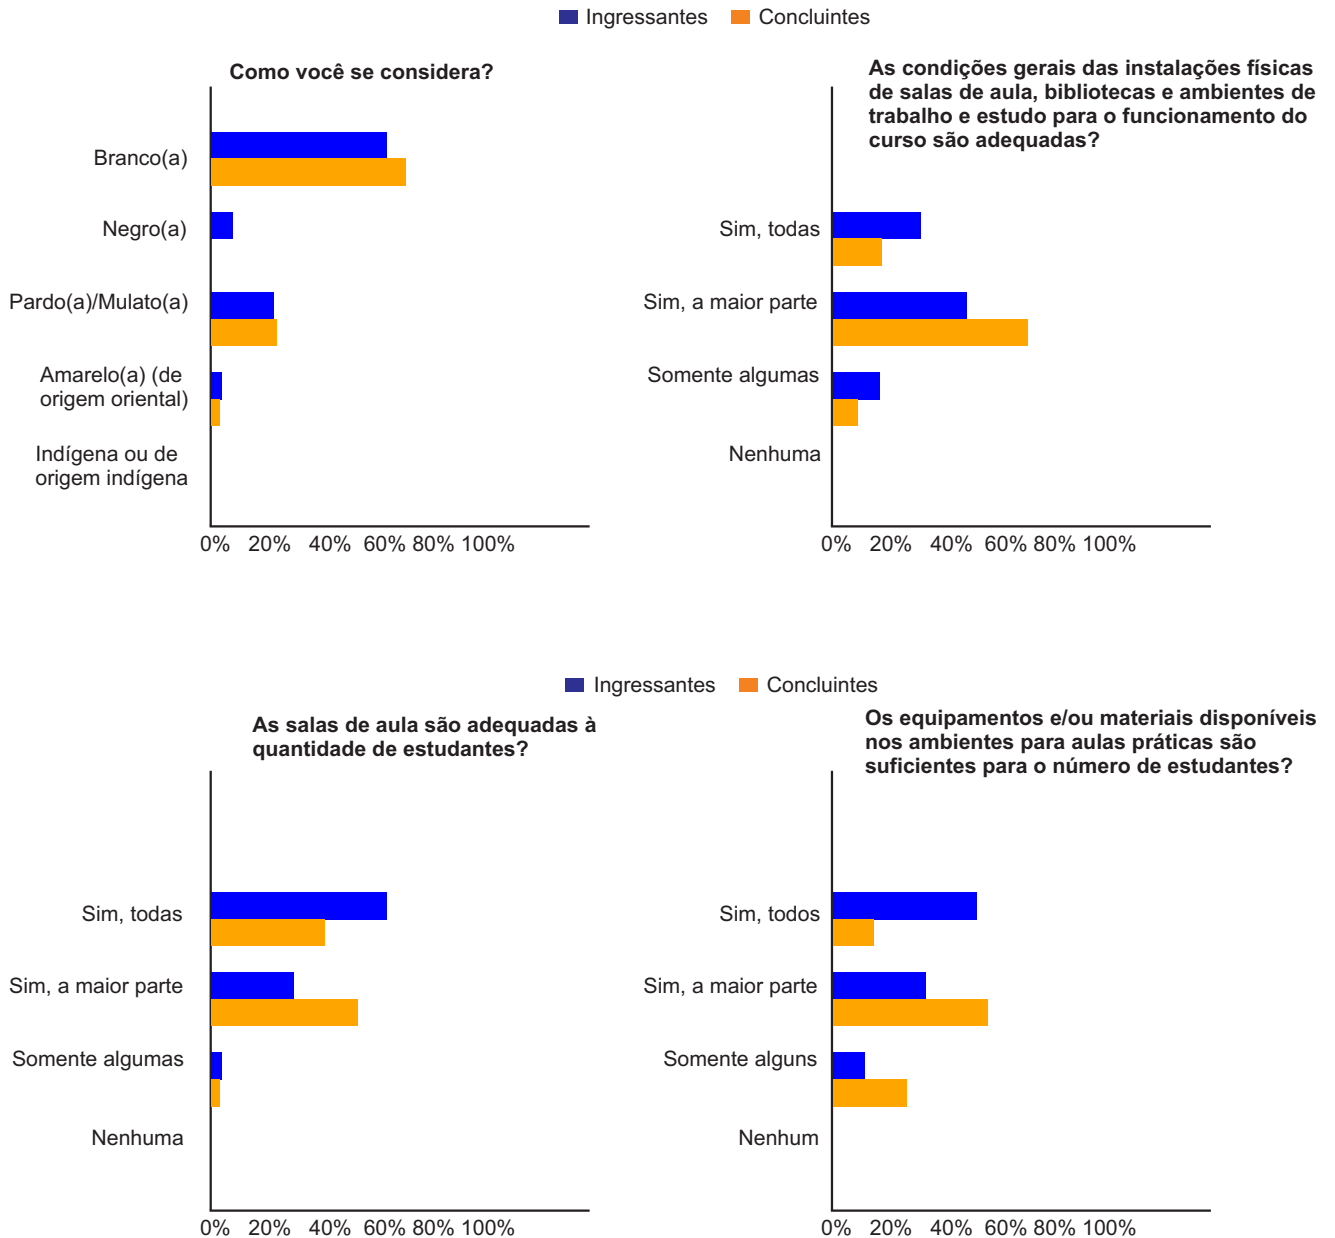 Ingressantes Concluintes
Como você se considera?
Branco(a)
Negro(a)
Pardo(a)/Mulato(a)
Amarelo(a) (de
origem oriental)
Indígena ou de
origem indígena
0% 20% 40% 60% 80% 100%
As condições gerais das instalações físicas
de salas de aula, bibliotecas e ambientes de
trabalho e estudo para o funcionamento do
curso são adequadas?
Sim, todas
Sim, a maior parte
Somente algumas
Nenhuma
0% 20% 40% 60% 80% 100%
Ingressantes Concluintes
As salas de aula são adequadas à
quantidade de estudantes?
Sim, todas
Sim, a maior parte
Somente algumas
Nenhuma
0% 20% 40% 60% 80% 100%
Os equipamentos e/ou materiais disponíveis
nos ambientes para aulas práticas são
suficientes para o número de estudantes?
Sim, todos
Sim, a maior parte
Somente alguns
Nenhum
0% 20% 40% 60% 80% 100%